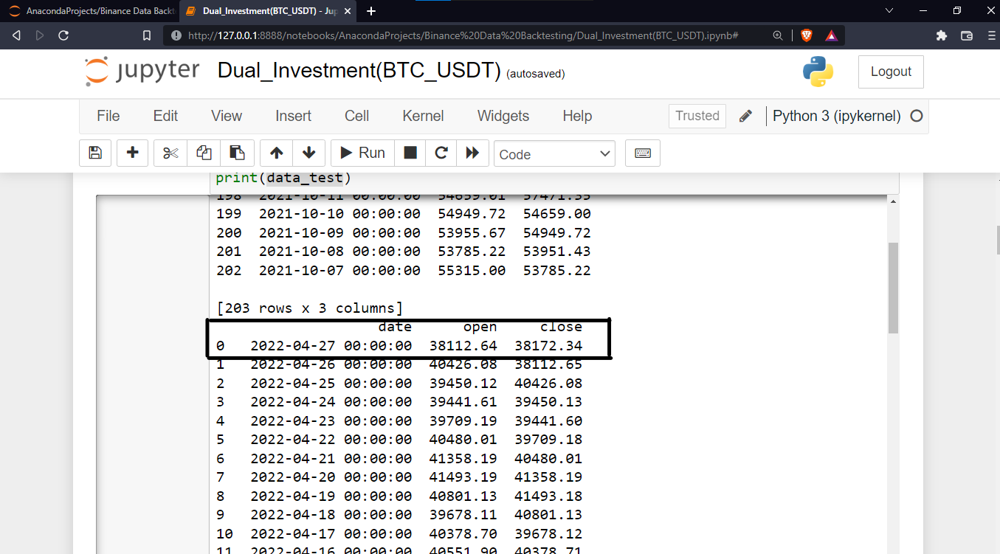 AnacondaProjects/Binance Data Backt
Dual_Investment(BTC_USDT) - Jup
http://127.0.0.1:8888/notebooks/AnacondaProjects/Binance%20Data%20Backtesting/Dual_Investment(BTC_USDT).ipynb#
jupyter Dual_Investment(BTC_USDT) (autosaved)
Logout
File Edit View Insert Cell Kernel Widgets Help Trusted Python 3 (ipykernel)
Run Code
print(data_test)
198 2021-10-11 00:00:00 54659.01 57471.35
199 2021-10-10 00:00:00 54949.72 54659.00
200 2021-10-09 00:00:00 53955.67 54949.72
201 2021-10-08 00:00:00 53785.22 53951.43
202 2021-10-07 00:00:00 55315.00 53785.22
[203 rows x 3 columns]
date open close
0 2022-04-27 00:00:00 38112.64 38172.34
1 2022-04-26 00:00:00 40426.08 38112.65
2 2022-04-25 00:00:00 39450.12 40426.08
3 2022-04-24 00:00:00 39441.61 39450.13
4 2022-04-23 00:00:00 39709.19 39441.60
5 2022-04-22 00:00:00 40480.01 39709.18
6 2022-04-21 00:00:00 41358.19 40480.01
7 2022-04-20 00:00:00 41493.19 41358.19
8 2022-04-19 00:00:00 40801.13 41493.18
9 2022-04-18 00:00:00 39678.11 40801.13
10 2022-04-17 00:00:00 40378.70 39678.12
11 2022-04-16 00:00:00 40551.90 40378.71